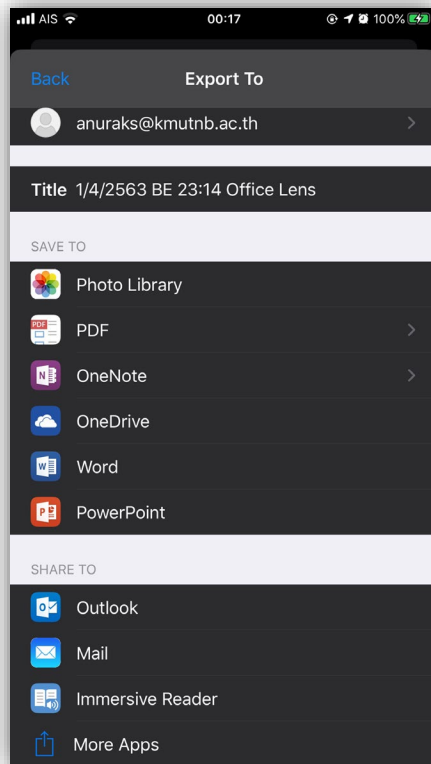 AIS 00:17 100%
Back Export To
anuraks@kmutnb.ac.th
Title 1/4/2563 BE 23:14 Office Lens
SAVE TO
Photo Library
PDF PDF
N OneNote
OneDrive
W Word
P PowerPoint
SHARE TO
O Outlook
Mail
Immersive Reader
More Apps